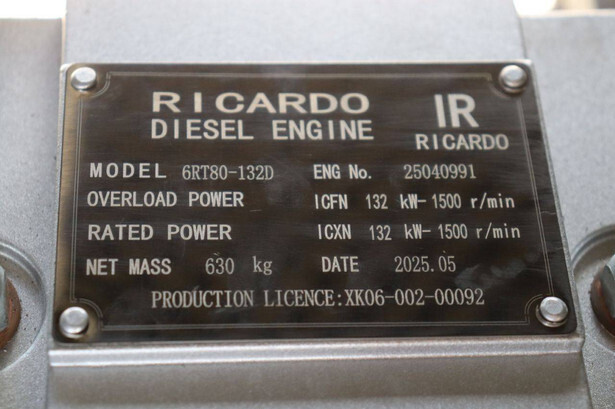 RICARDO
DIESEL ENGINE
IR
RICARDO
MODEL 6RT80-132D ENG No. 25040991
OVERLOAD POWER ICFN 132 kW-1500 r/min
RATED POWER ICXN 132 kW-1500 r/min
NET MASS 630 kg DATE 2025.05
PRODUCTION LICENCE:XK06-002-00092